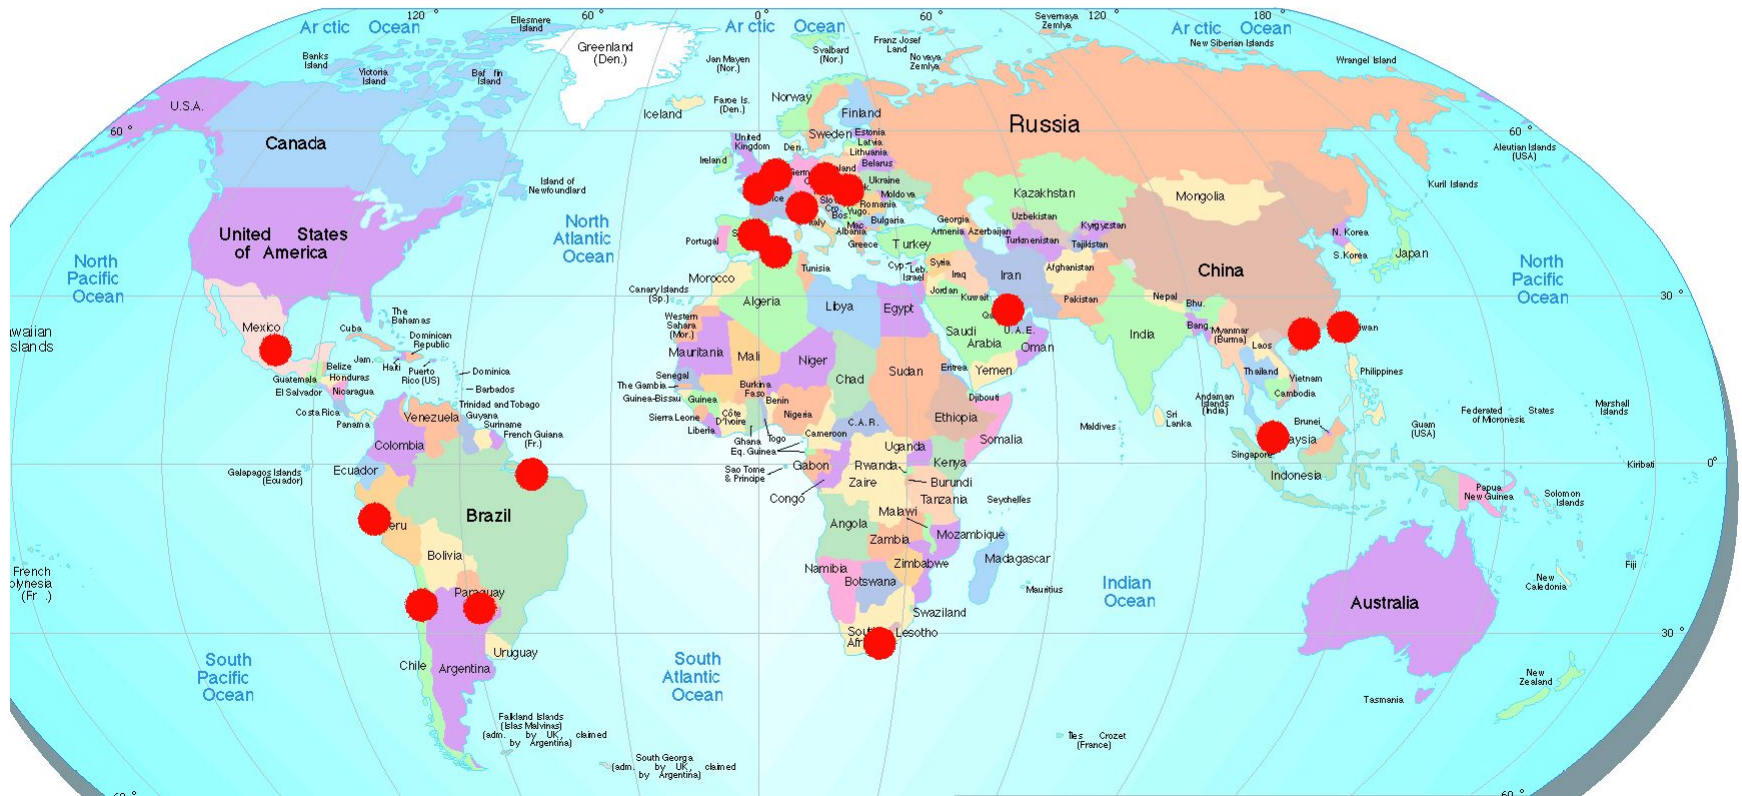 120 °
60 °
0 °
60 °
120 °
180 °
Arctic Ocean
Arctic Ocean
Arctic Ocean
Ellesmere
Island
Banks
Island
Victoria
Island
Baffin
Island
Greenland
(Den.)
Jan Mayen
(Nor.)
Svalbard
(Nor.)
Franz Josef
Land
Novaya
Zemlya
Severnaya
Zemlya
New Siberian Islands
Wrangel Island
U.S.A.
60 °
Canada
Iceland
Faroe Is.
(Den.)
Norway
Finland
Sweden
Estonia
Latvia
Lithuania
Belarus
Den.
United
Kingdom
Ireland
Russia
60 °
Aleutian Islands
(USA)
Kuril Islands
Island of
Newfoundland
Ukraine
Moldova
Romania
Yugo.
Bos.
Cro.
Mac.
Bulgaria
Albania
Greece
Portugal
Kazakhstan
Mongolia
Uzbekistan
Kyrgyzstan
Georgia
Armenia
Azerbaijan
Turkmenistan
Tajikistan
Turkey
N. Korea
S.Korea
Japan
United States
of America
North
Atlantic
Ocean
North
Pacific
Ocean
North
Pacific
Ocean
China
Cyp.
Leb.
Israel
Syria
Iraq
Iran
Afghanistan
Jordan
Kuwait
Pakistan
Nepal
Bhu.
30 °
Tunisia
Morocco
Canary Islands
(Sp.)
Algeria
Libya
Egypt
Western
Sahara
(Mor.)
Saudi
Arabia
U.A.E.
Oman
India
Bang.
Myanmar
(Burma)
Laos
Mexico
Cuba
The
Bahamas
Dominican
Republic
Jam.
Haiti
Puerto
Rico (US)
Belize
Honduras
Guatemala
El Salvador
Nicaragua
Costa Rica
Panama
Dominica
Barbados
Trinidad and Tobago
Guyana
Suriname
French Guiana
(Fr.)
Venezuela
Colombia
Mauritania
Mali
Niger
Chad
Sudan
Eritrea
Yemen
Djibouti
Senegal
The Gambia
Guinea-Bissau
Guinea
Sierra Leone
Liberia
Côte
D'Ivoire
Burkina
Faso
Benin
Ghana
Togo
Nigeria
Cameroon
Eq. Guinea
C.A.R.
Ethiopia
Somalia
Thailand
Vietnam
Cambodia
Philippines
Andaman
Islands
(India)
Sri
Lanka
Maldives
Brunei
Guam
(USA)
Federated States
of Micronesia
Marshall
Islands
Galapagos Islands
(Ecuador)
Ecuador
Sao Tome
& Principe
Gabon
Congo
Uganda
Kenya
Rwanda
Zaire
Burundi
Tanzania
Seychelles
Singapore
Indonesia
Kiribati
0 °
Papua
New Guinea
Solomon
Islands
Brazil
Bolivia
Angola
Malawi
Zambia
Mozambique
Madagascar
Mauritius
Namibia
Botswana
Zimbabwe
Swaziland
Lesotho
Indian
Ocean
New
Caledonia
Fiji
Australia
30 °
Paraguay
Uruguay
Chile
Argentina
South
Pacific
Ocean
South
Atlantic
Ocean
Tasmania
New
Zealand
Falkland Islands
(Islas Malvinas)
(adm. by UK, claimed
by Argentina)
South Georga
(adm. by UK, claimed
by Argentina)
Îles Crozet
(France)